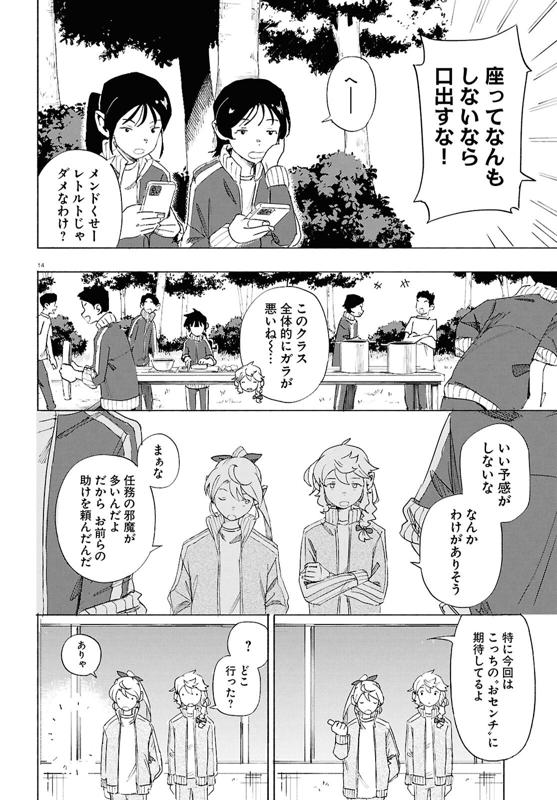 座ってなんも
しないなら
口出すな！
へー
メンドくせー
レトルトじゃ
ダメなわけ？
14
このクラス
全体的にガラが
悪いね〜…
いい予感が
しないな
なんか
わけがありそう
まぁな
任務の邪魔が
多いんだよ
だから お前らの
助けを頼んだんだ
特に今回は
こっちの〝おセンチ〟に
期待してるよ
？
どこ
行った？
ありゃ